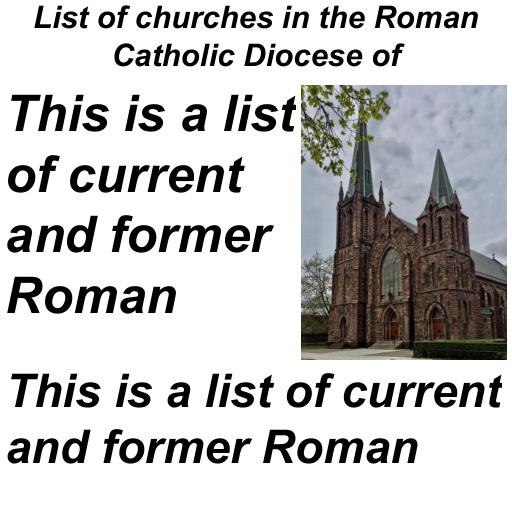 List of churches in the Roman
Catholic Diocese of
This is a list
of current
and former
Roman
This is a list of current
and former Roman